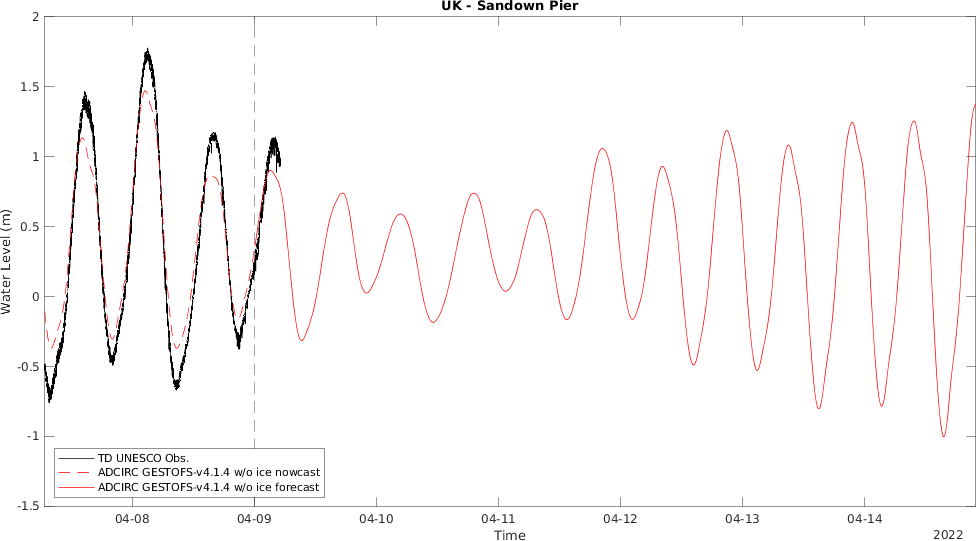 UK - Sandown Pier
Water Level (m)
2
1.5
1
0.5
0
-0.5
-1
-1.5
TD UNESCO Obs.
ADCIRC GESTOFS-v4.1.4 w/o ice nowcast
ADCIRC GESTOFS-v4.1.4 w/o ice forecast
04-08 04-09 04-10 04-11 04-12 04-13 04-14
Time
2022